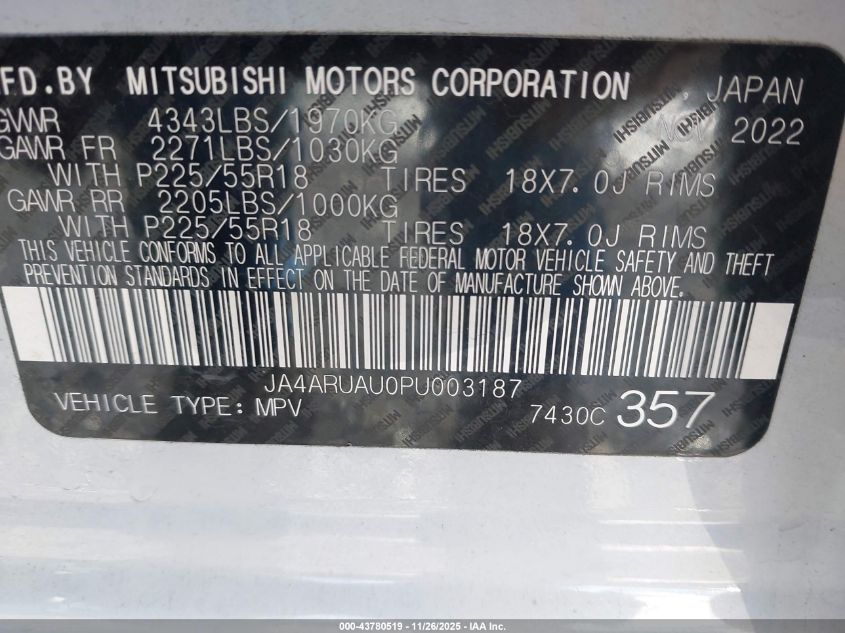 MFD.BY MITSUBISHI MOTORS CORPORATION JAPAN
GVWR 4343LBS/1970KG NOV 2022
GAWR FR 2271LBS/1030KG
WITH P225/55R18 TIRES 18X7.0J RIMS
GAWR RR 2205LBS/1000KG
WITH P225/55R18 TIRES 18X7.0J RIMS
THIS VEHICLE CONFORMS TO ALL APPLICABLE FEDERAL MOTOR VEHICLE SAFETY AND THEFT
PREVENTION STANDARDS IN EFFECT ON THE DATE OF MANUFACTURE SHOWN ABOVE.
JA4ARUAU0PU003187
VEHICLE TYPE: MPV 7430C 357
000-43780519 - 11/26/2025 - IAA Inc.